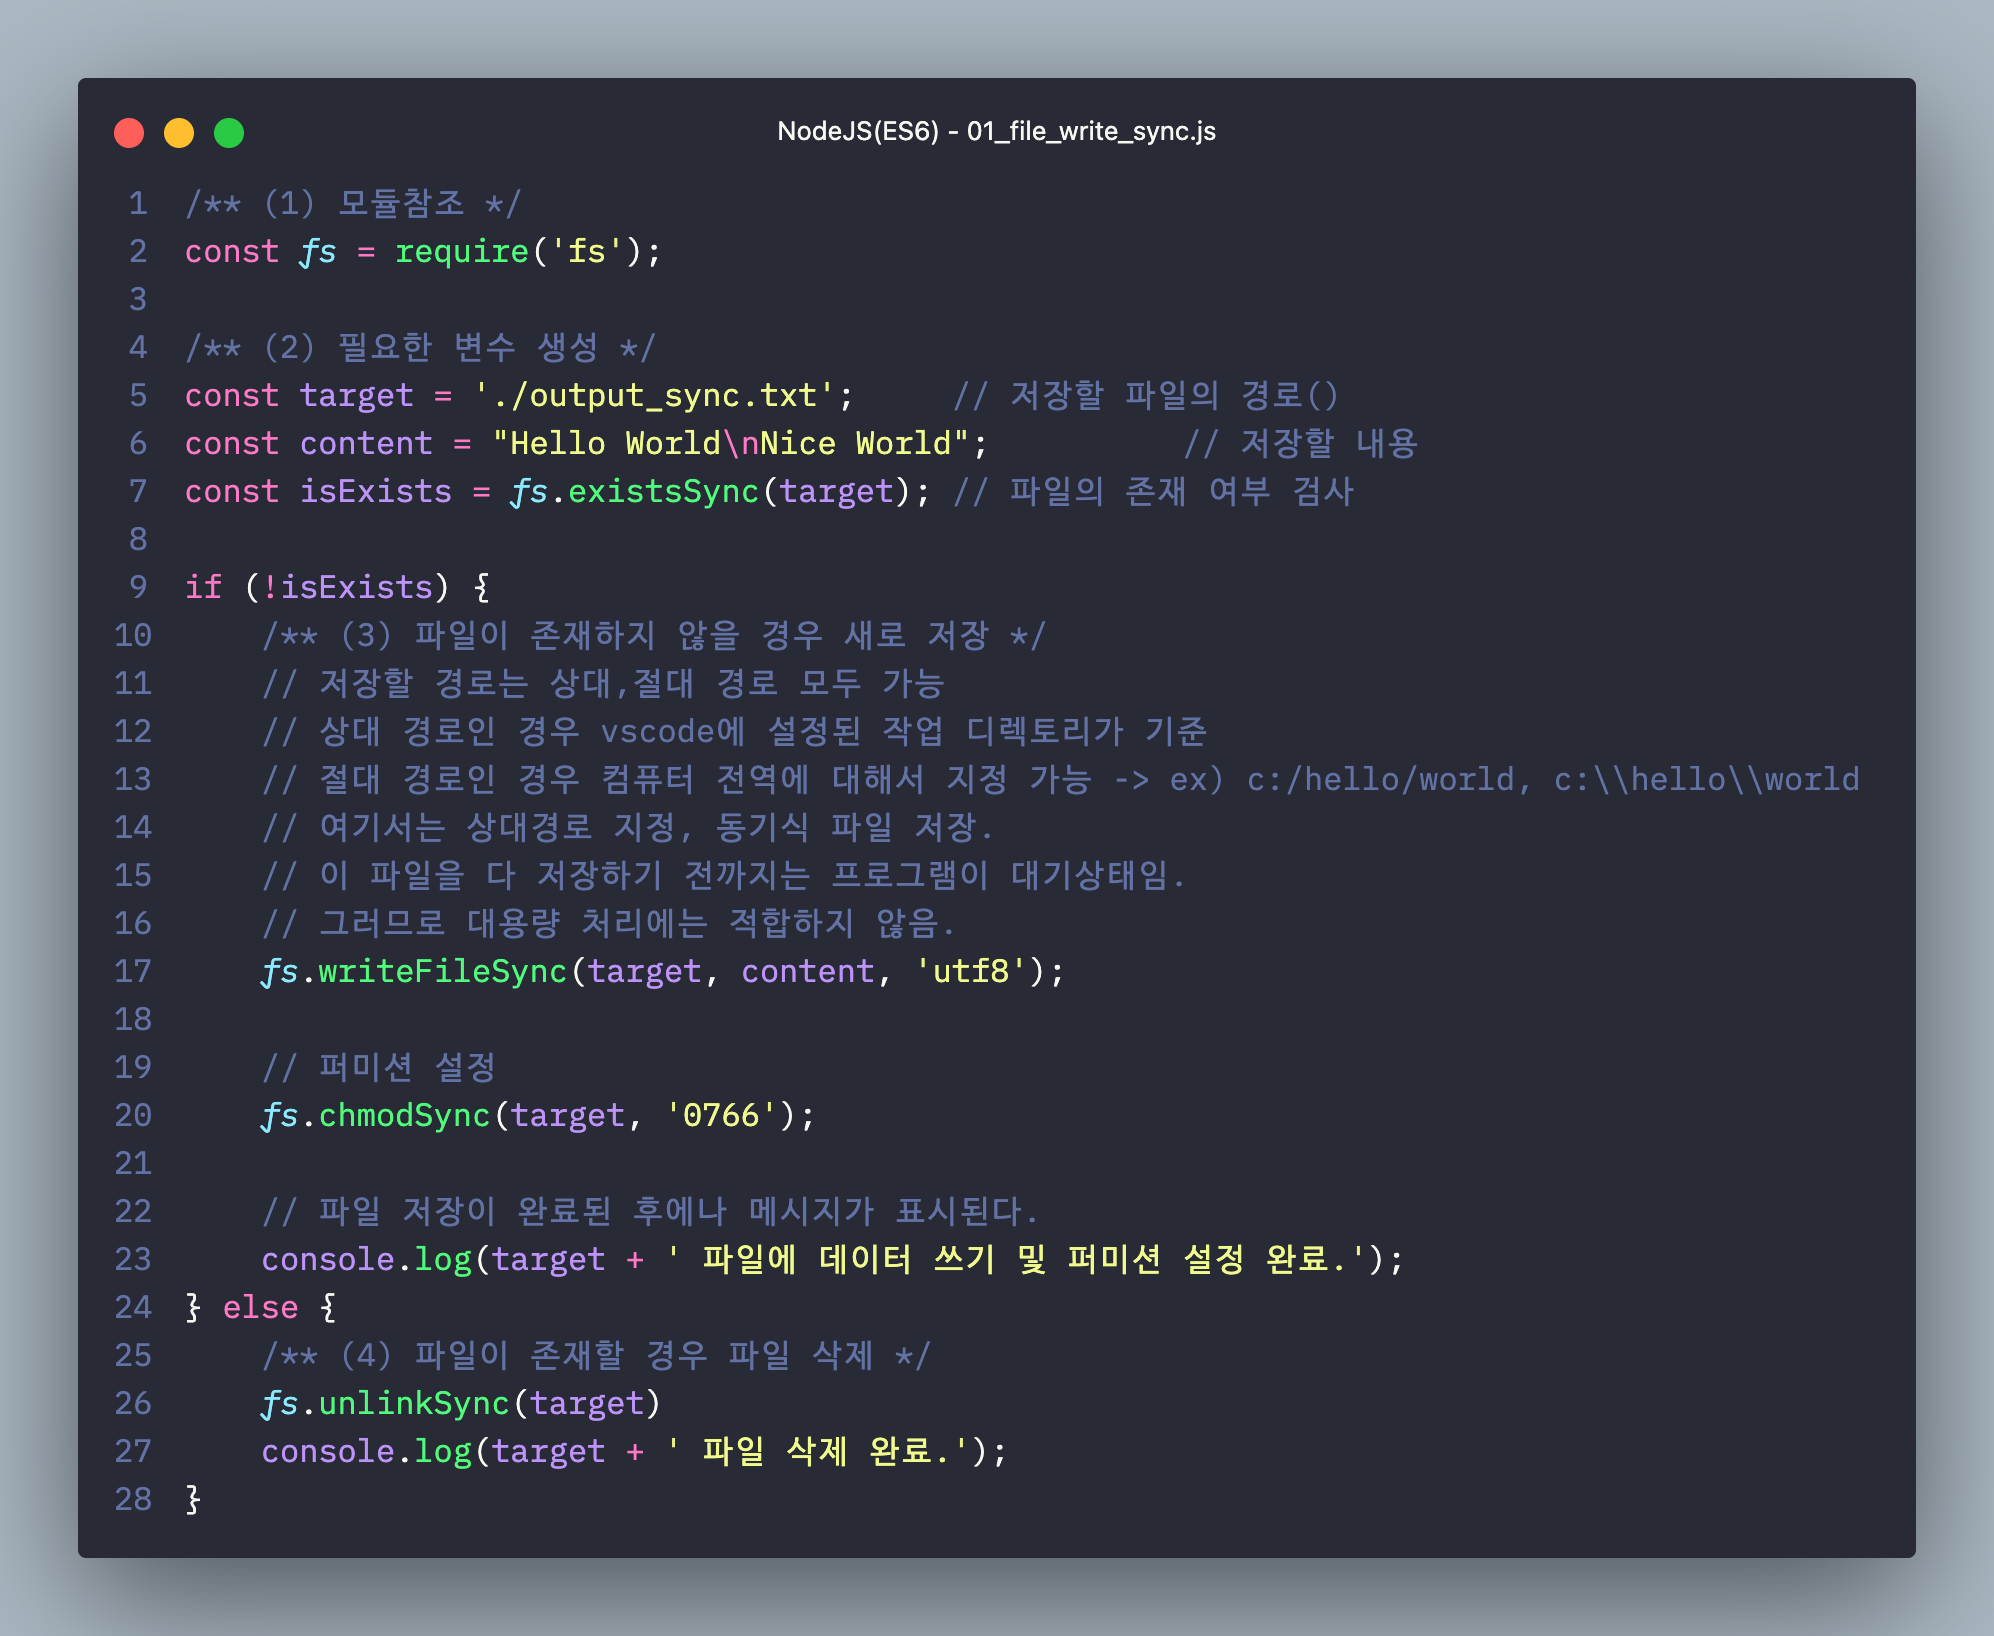 NodeJS(ES6) - 01_file_write_sync.js
1 /** (1) 모듈참조 */
2 const fs = require('fs');
3
4 /** (2) 필요한 변수 생성 */
5 const target = './output_sync.txt';     // 저장할 파일의 경로()
6 const content = "Hello World\nNice World";          // 저장할 내용
7 const isExists = fs.existsSync(target); // 파일의 존재 여부 검사
8
9 if (!isExists) {
10     /** (3) 파일이 존재하지 않을 경우 새로 저장 */
11     // 저장할 경로는 상대,절대 경로 모두 가능
12     // 상대 경로인 경우 vscode에 설정된 작업 디렉토리가 기준
13     // 절대 경로인 경우 컴퓨터 전역에 대해서 지정 가능 -> ex) c:/hello/world, c:\\hello\\world
14     // 여기서는 상대경로 지정, 동기식 파일 저장.
15     // 이 파일을 다 저장하기 전까지는 프로그램이 대기상태임.
16     // 그러므로 대용량 처리에는 적합하지 않음.
17     fs.writeFileSync(target, content, 'utf8');
18
19     // 퍼미션 설정
20     fs.chmodSync(target, '0766');
21
22     // 파일 저장이 완료된 후에나 메시지가 표시된다.
23     console.log(target + ' 파일에 데이터 쓰기 및 퍼미션 설정 완료.');
24 } else {
25     /** (4) 파일이 존재할 경우 파일 삭제 */
26     fs.unlinkSync(target)
27     console.log(target + ' 파일 삭제 완료.');
28 }